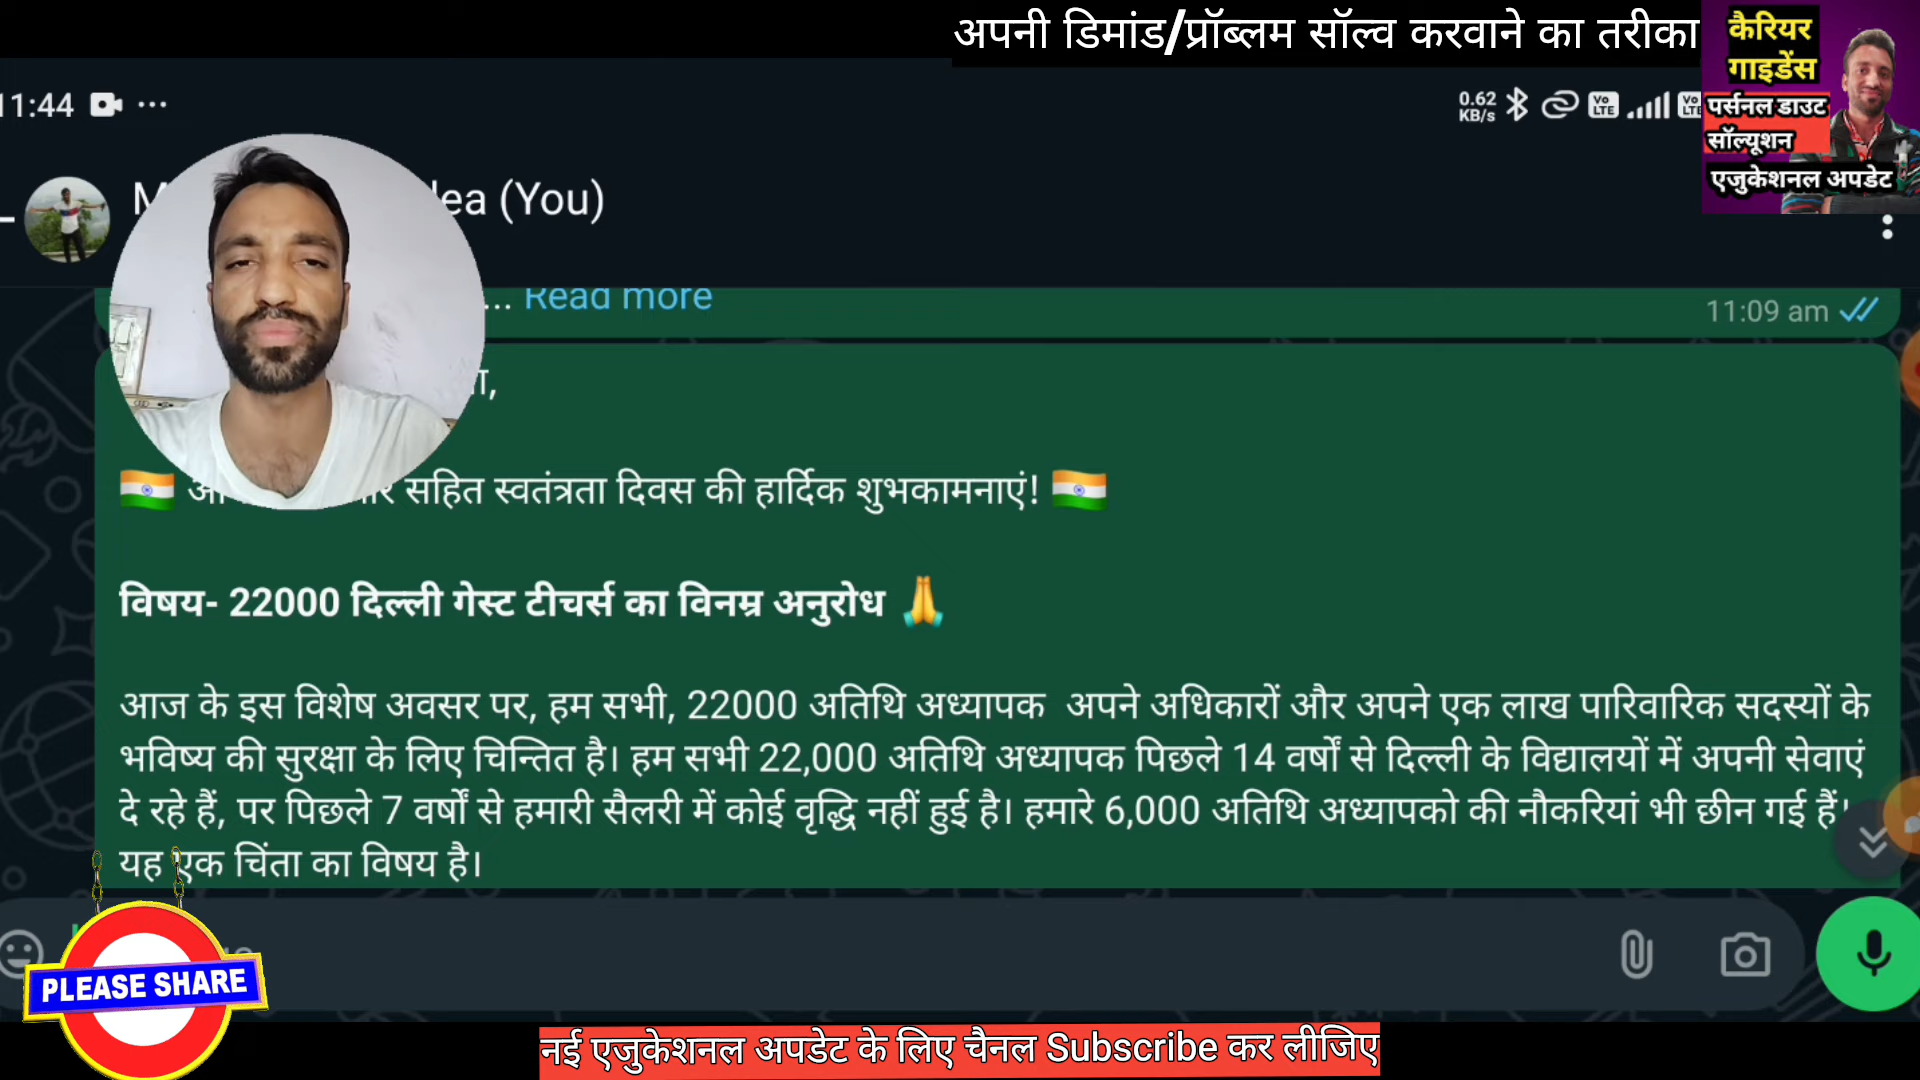 अपनी डिमांड/प्रॉब्लम सॉल्व करवाने का तरीका
कैरियर
गाइडेंस
पर्सनल डाउट
सॉल्यूशन
एजुकेशनल अपडेट
11:44
0.62
KB/s
Vo
LTE
(You)
... Read more
11:09 am
सहित स्वतंत्रता दिवस की हार्दिक शुभकामनाएं!
विषय- 22000 दिल्ली गेस्ट टीचर्स का विनम्र अनुरोध
आज के इस विशेष अवसर पर, हम सभी, 22000 अतिथि अध्यापक अपने अधिकारों और अपने एक लाख पारिवारिक सदस्यों के
भविष्य की सुरक्षा के लिए चिन्तित है। हम सभी 22,000 अतिथि अध्यापक पिछले 14 वर्षों से दिल्ली के विद्यालयों में अपनी सेवाएं
दे रहे हैं, पर पिछले 7 वर्षों से हमारी सैलरी में कोई वृद्धि नहीं हुई है। हमारे 6,000 अतिथि अध्यापको की नौकरियां भी छीन गई हैं।
यह एक चिंता का विषय है।
PLEASE SHARE
नई एजुकेशनल अपडेट के लिए चैनल Subscribe कर लीजिए